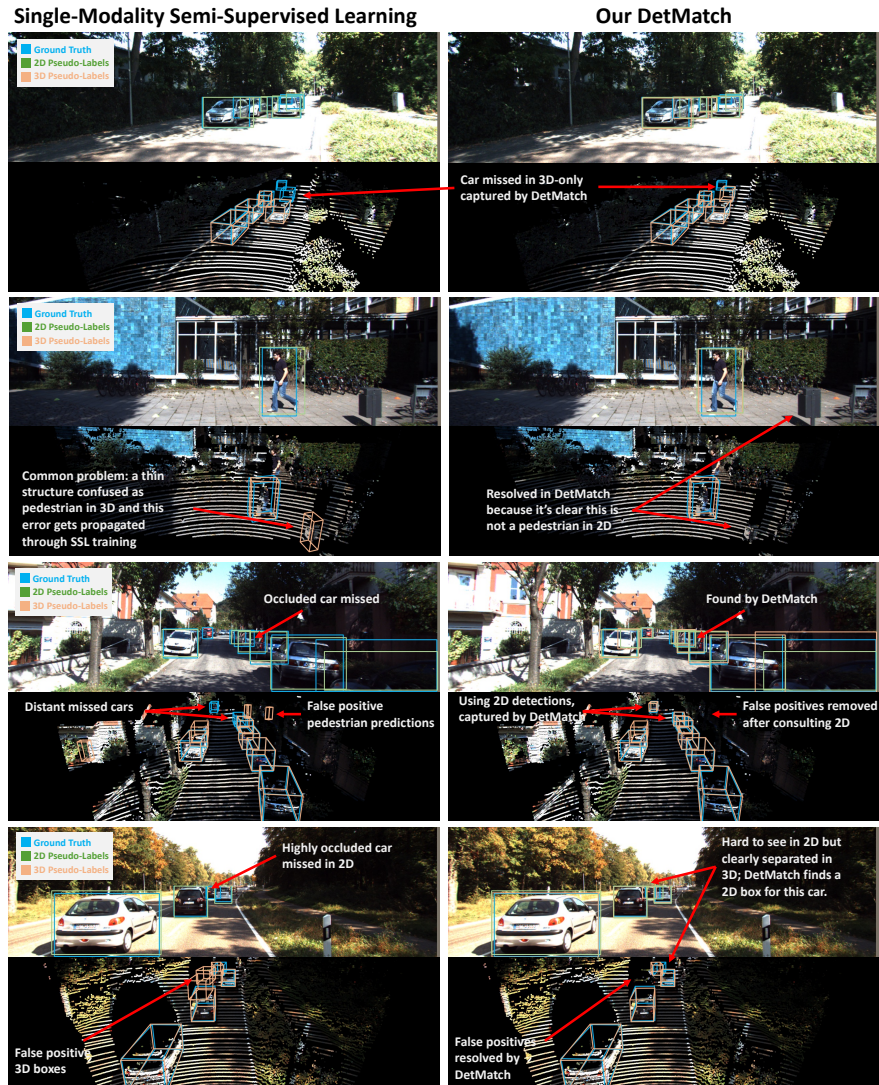 Single-Modality Semi-Supervised Learning
Our DetMatch
Ground Truth
2D Pseudo-Labels
3D Pseudo-Labels
Car missed in 3D-only
captured by DetMatch
Ground Truth
2D Pseudo-Labels
3D Pseudo-Labels
Common problem: a thin
structure confused as
pedestrian in 3D and this
error gets propagated
through SSL training
Resolved in DetMatch
because it's clear this is
not a pedestrian in 2D
Ground Truth
2D Pseudo-Labels
3D Pseudo-Labels
Occluded car missed
Found by DetMatch
Distant missed cars
False positive
pedestrian predictions
Using 2D detections,
captured by DetMatch
False positives removed
after consulting 2D
Ground Truth
2D Pseudo-Labels
3D Pseudo-Labels
Highly occluded car
missed in 2D
Hard to see in 2D but
clearly separated in
3D; DetMatch finds a
2D box for this car.
False positive
3D boxes
False positives
resolved by
DetMatch